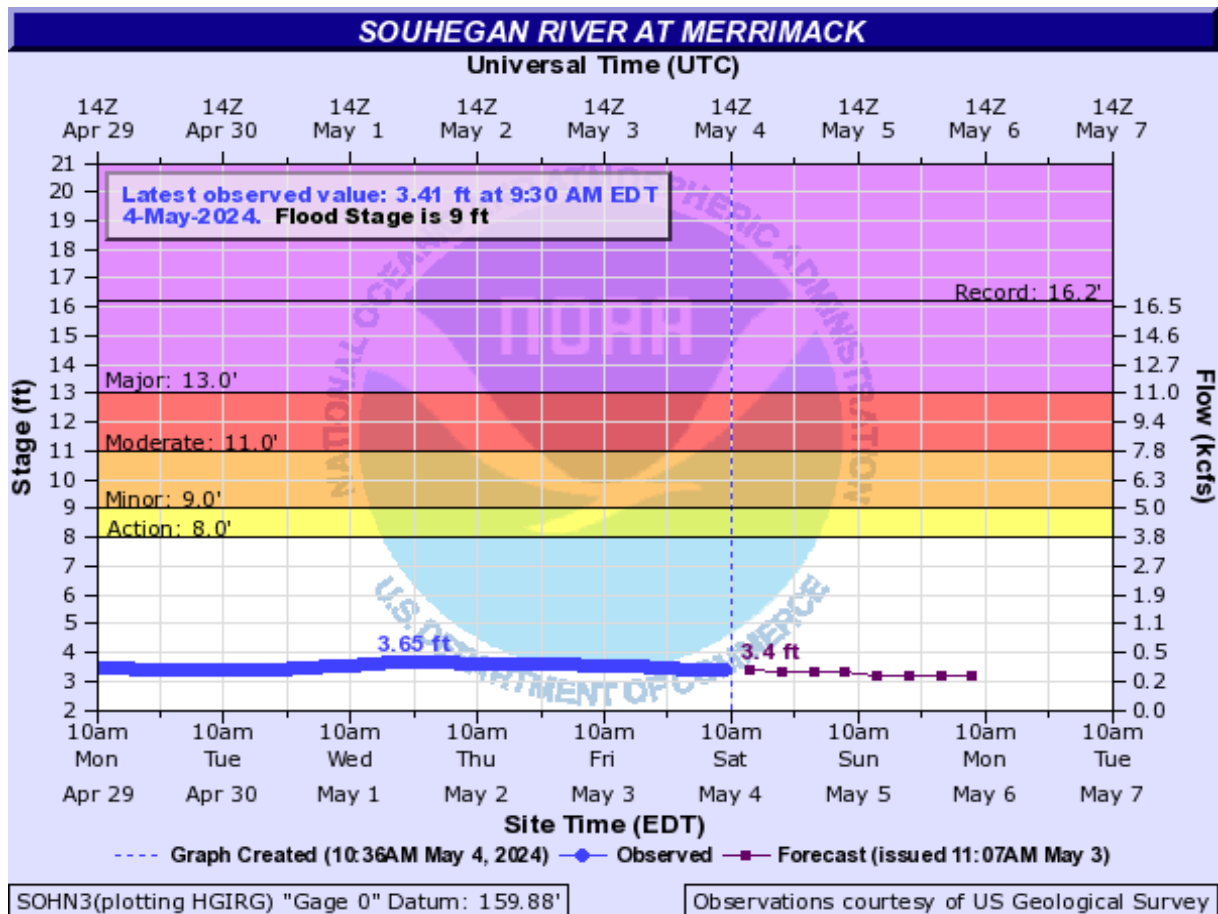 SOUHEGAN RIVER AT MERRIMACK
Universal Time (UTC)
14Z 14Z 14Z 14Z 14Z 14Z 14Z 14Z 14Z
Apr 29 Apr 30 May 1 May 2 May 3 May 4 May 5 May 6 May 7
Latest observed value: 3.41 ft at 9:30 AM EDT
4-May-2024. Flood Stage is 9 ft
Stage (ft)
21
20
19
18
17
16
15
14
13
12
11
10
9
8
7
6
5
4
3
2
Record: 16.2'
Major: 13.0'
Moderate: 11.0'
Minor: 9.0'
Action: 8.0'
NATIONAL OCEANIC AND ATMOSPHERIC ADMINISTRATION
NOAA
U.S. DEPARTMENT OF COMMERCE
3.65 ft
3.4 ft
Flow (kcfs)
16.5
14.6
12.7
11.0
9.4
7.8
6.3
5.0
3.8
2.7
1.9
1.1
0.5
0.2
0.0
10am 10am 10am 10am 10am 10am 10am 10am 10am
Mon Tue Wed Thu Fri Sat Sun Mon Tue
Apr 29 Apr 30 May 1 May 2 May 3 May 4 May 5 May 6 May 7
Site Time (EDT)
Graph Created (10:36AM May 4, 2024) Observed Forecast (issued 11:07AM May 3)
SOHN3(plotting HGIRG) "Gage 0" Datum: 159.88' Observations courtesy of US Geological Survey